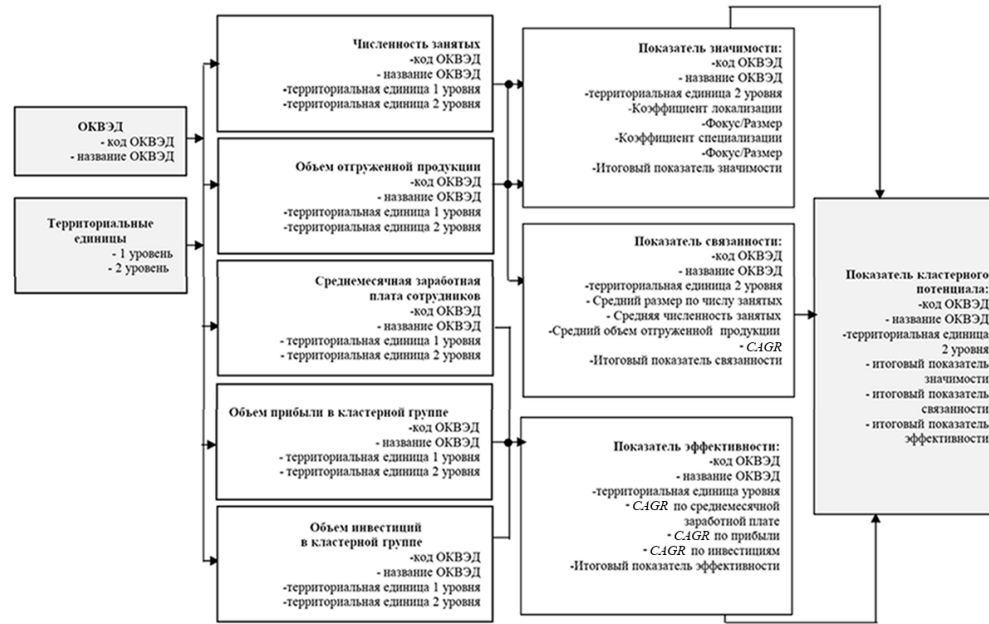 ОКВЭД
- код ОКВЭД
- название ОКВЭД
Территориальные
единицы
- 1 уровень
- 2 уровень
Численность занятых
-код ОКВЭД
- название ОКВЭД
-территориальная единица 1 уровня
-территориальная единица 2 уровня
Объем отгруженной продукции
-код ОКВЭД
- название ОКВЭД
-территориальная единица 1 уровня
-территориальная единица 2 уровня
Среднемесячная заработная
плата сотрудников
-код ОКВЭД
- название ОКВЭД
- территориальная единица 1 уровня
- территориальная единица 2 уровня
Объем прибыли в кластерной группе
-код ОКВЭД
- название ОКВЭД
- территориальная единица 1 уровня
- территориальная единица 2 уровня
Объем инвестиций
в кластерной группе
-код ОКВЭД
- название ОКВЭД
-территориальная единица 1 уровня
-территориальная единица 2 уровня
Показатель значимости:
-код ОКВЭД
- название ОКВЭД
-территориальная единица 2 уровня
-Коэффициент локализации
-Фокус/Размер
-Коэффициент специализации
-Фокус/Размер
-Итоговый показатель значимости
Показатель связанности:
-код ОКВЭД
- название ОКВЭД
-территориальная единица 2 уровня
- Средний размер по числу занятых
- Средняя численность занятых
-Средний объем отгруженной продукции
- CAGR
-Итоговый показатель связанности
Показатель эффективности:
-код ОКВЭД
- название ОКВЭД
-территориальная единица уровня
- CAGR по среднемесячной
заработной плате
- CAGR по прибыли
- CAGR по инвестициям
-Итоговый показатель эффективности
Показатель кластерного
потенциала:
-код ОКВЭД
- название ОКВЭД
-территориальная единица
2 уровня
- итоговый показатель
значимости
- итоговый показатель
связанности
- итоговый показатель
эффективности